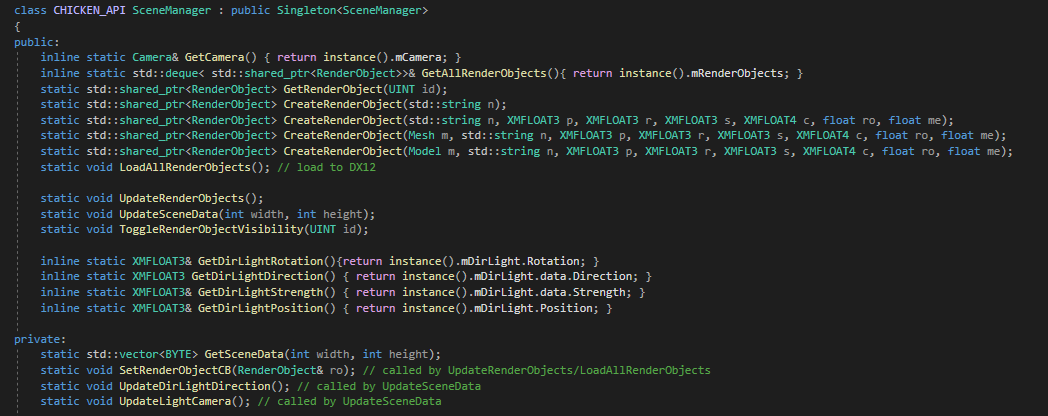 class CHICKEN_API SceneManager : public Singleton<SceneManager>
{
public:
    inline static Camera& GetCamera() { return instance().mCamera; }
    inline static std::deque< std::shared_ptr<RenderObject>>& GetAllRenderObjects(){ return instance().mRenderObjects; }
    static std::shared_ptr<RenderObject> GetRenderObject(UINT id);
    static std::shared_ptr<RenderObject> CreateRenderObject(std::string n);
    static std::shared_ptr<RenderObject> CreateRenderObject(std::string n, XMFLOAT3 p, XMFLOAT3 r, XMFLOAT3 s, XMFLOAT4 c, float ro, float me);
    static std::shared_ptr<RenderObject> CreateRenderObject(Mesh m, std::string n, XMFLOAT3 p, XMFLOAT3 r, XMFLOAT3 s, XMFLOAT4 c, float ro, float me);
    static std::shared_ptr<RenderObject> CreateRenderObject(Model m, std::string n, XMFLOAT3 p, XMFLOAT3 r, XMFLOAT3 s, XMFLOAT4 c, float ro, float me);
    static void LoadAllRenderObjects(); // load to DX12
    static void UpdateRenderObjects();
    static void UpdateSceneData(int width, int height);
    static void ToggleRenderObjectVisibility(UINT id);
    inline static XMFLOAT3& GetDirLightRotation(){return instance().mDirLight.Rotation; }
    inline static XMFLOAT3 GetDirLightDirection() { return instance().mDirLight.data.Direction; }
    inline static XMFLOAT3& GetDirLightStrength() { return instance().mDirLight.data.Strength; }
    inline static XMFLOAT3& GetDirLightPosition() { return instance().mDirLight.Position; }
private:
    static std::vector<BYTE> GetSceneData(int width, int height);
    static void SetRenderObjectCB(RenderObject& ro); // called by UpdateRenderObjects/LoadAllRenderObjects
    static void UpdateDirLightDirection(); // called by UpdateSceneData
    static void UpdateLightCamera(); // called by UpdateSceneData